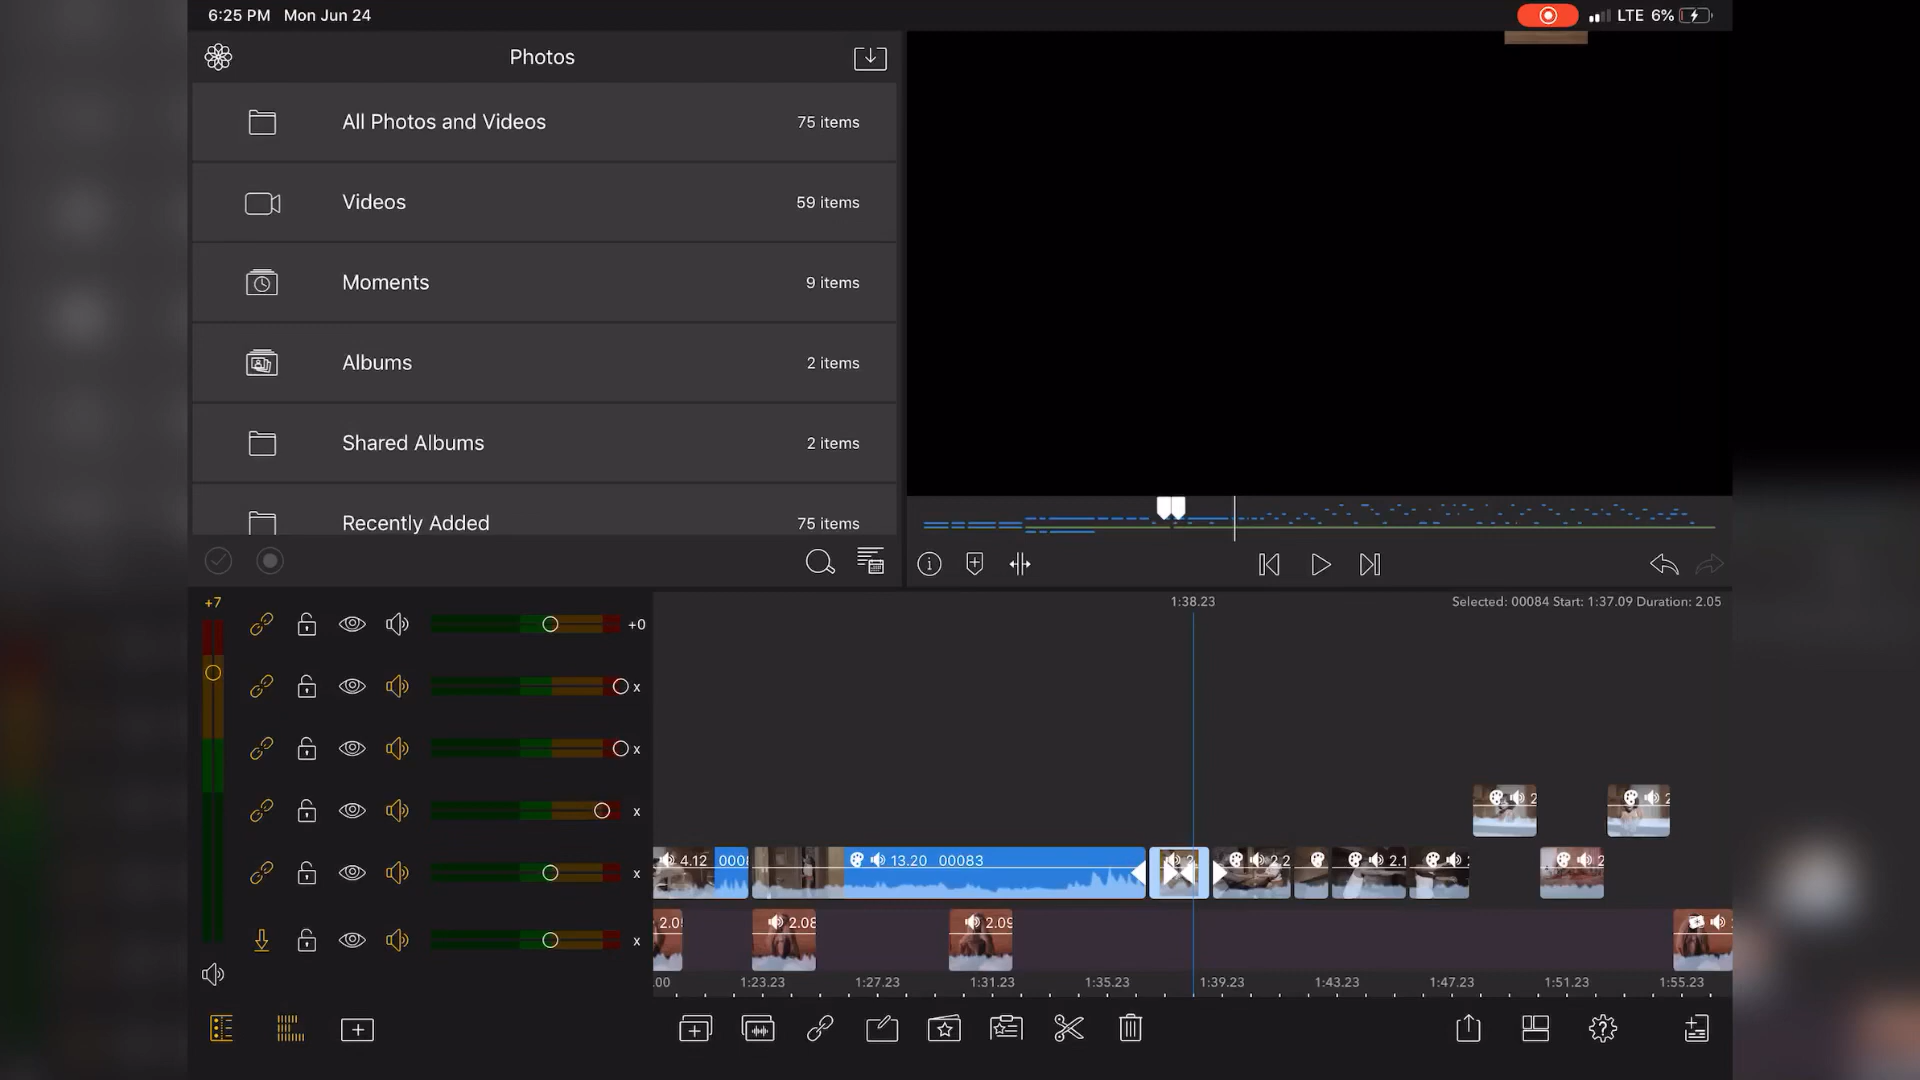 6:25 PM Mon Jun 24
LTE 6%
Photos
All Photos and Videos 75 items
Videos 59 items
Moments 9 items
Albums 2 items
Shared Albums 2 items
Recently Added 75 items
+7
+0
x
x
x
x
x
1:38.23
Selected: 00084 Start: 1:37.09 Duration: 2.05
2
2
4.12
13.20 00083
2.2
2.1
2
2.08
2.09
1:23.23 1:27.23 1:31.23 1:35.23 1:39.23 1:43.23 1:47.23 1:51.23 1:55.23